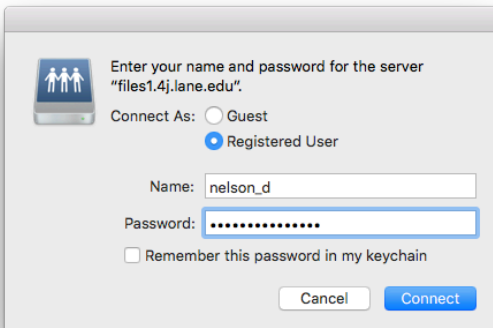 Enter your name and password for the server
“files1.4j.lane.edu”.
Connect As: Guest
Registered User
Name: nelson_d
Password: •••••••••••••••
Remember this password in my keychain
Cancel Connect